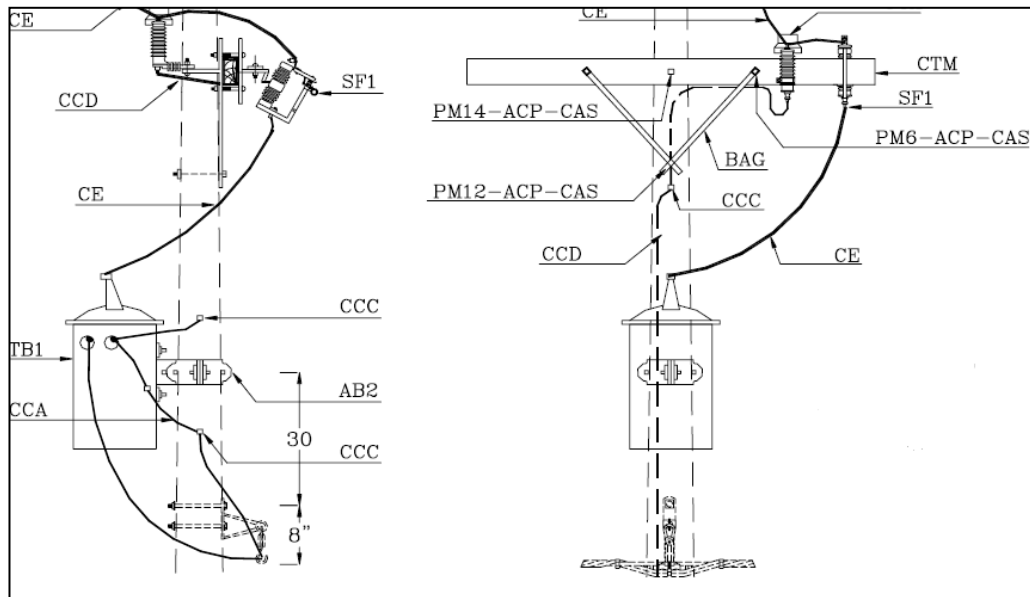 CE
CCD
SF1
CE
CCC
TB1
AB2
CCA
30
CCC
8"
CE
CTM
SF1
PM14-ACP-CAS
PM6-ACP-CAS
BAG
PM12-ACP-CAS
CCC
CCD
CE